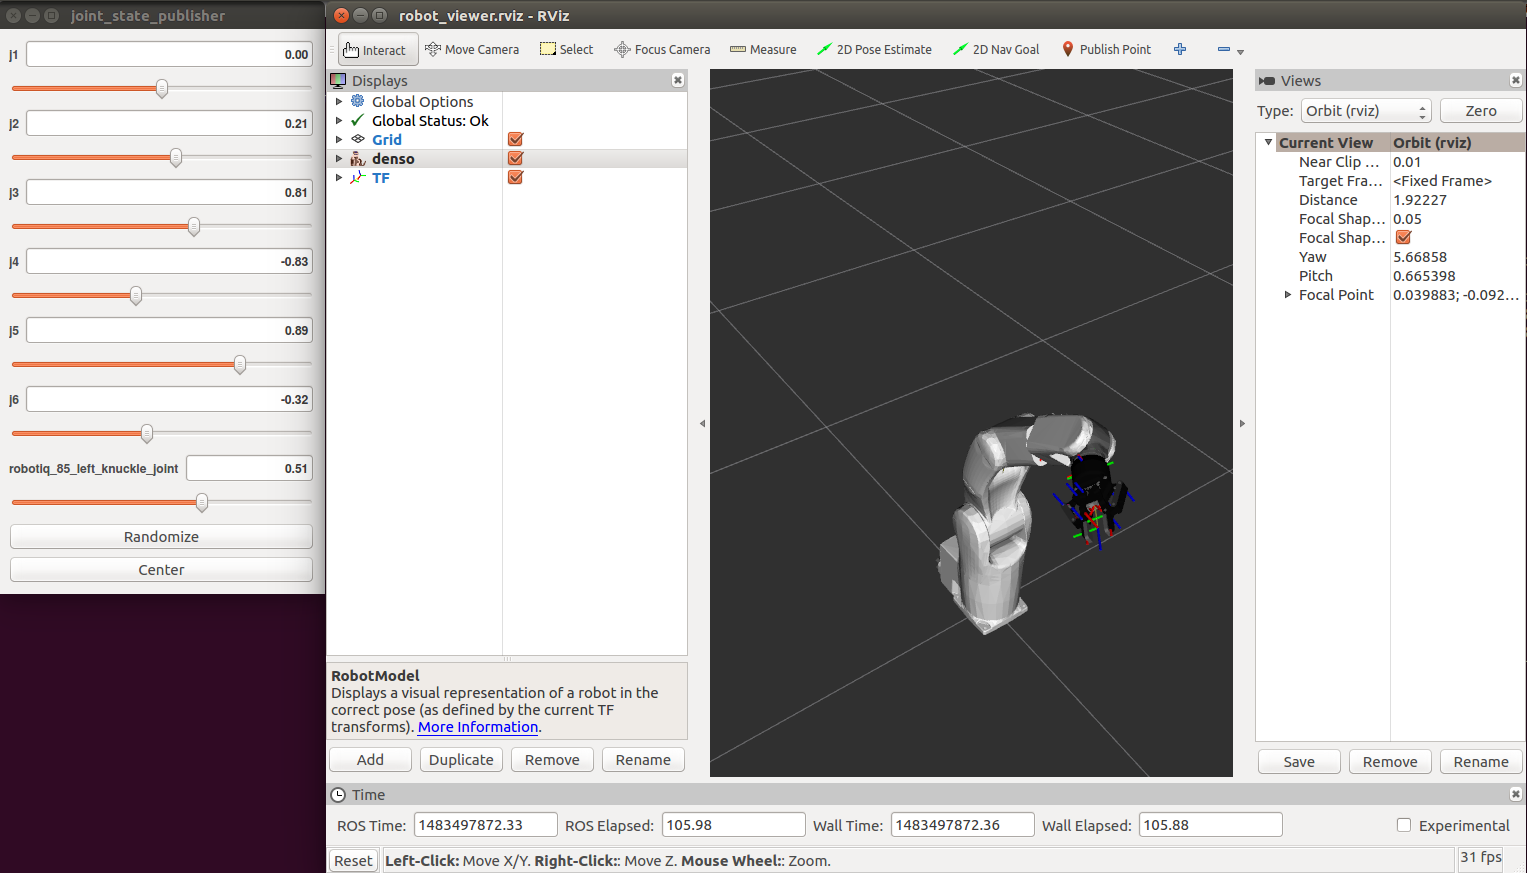 joint_state_publisher
j1
0.00
j2
0.21
j3
0.81
j4
-0.83
j5
0.89
j6
-0.32
robotiq_85_left_knuckle_joint
0.51
Randomize
Center
robot_viewer.rviz - RViz
Interact Move Camera Select Focus Camera Measure 2D Pose Estimate 2D Nav Goal Publish Point
Displays
Global Options
Global Status: Ok
Grid
denso
TF
RobotModel
Displays a visual representation of a robot in the
correct pose (as defined by the current TF
transforms). More Information.
Add Duplicate Remove Rename
Views
Type: Orbit (rviz) Zero
Current View Orbit (rviz)
Near Clip ... 0.01
Target Fra... <Fixed Frame>
Distance 1.92227
Focal Shap... 0.05
Focal Shap...
Yaw 5.66858
Pitch 0.665398
Focal Point 0.039883; -0.092...
Save Remove Rename
Time
ROS Time: 1483497872.33 ROS Elapsed: 105.98 Wall Time: 1483497872.36 Wall Elapsed: 105.88 Experimental
Reset Left-Click: Move X/Y. Right-Click:: Move Z. Mouse Wheel:: Zoom. 31 fps